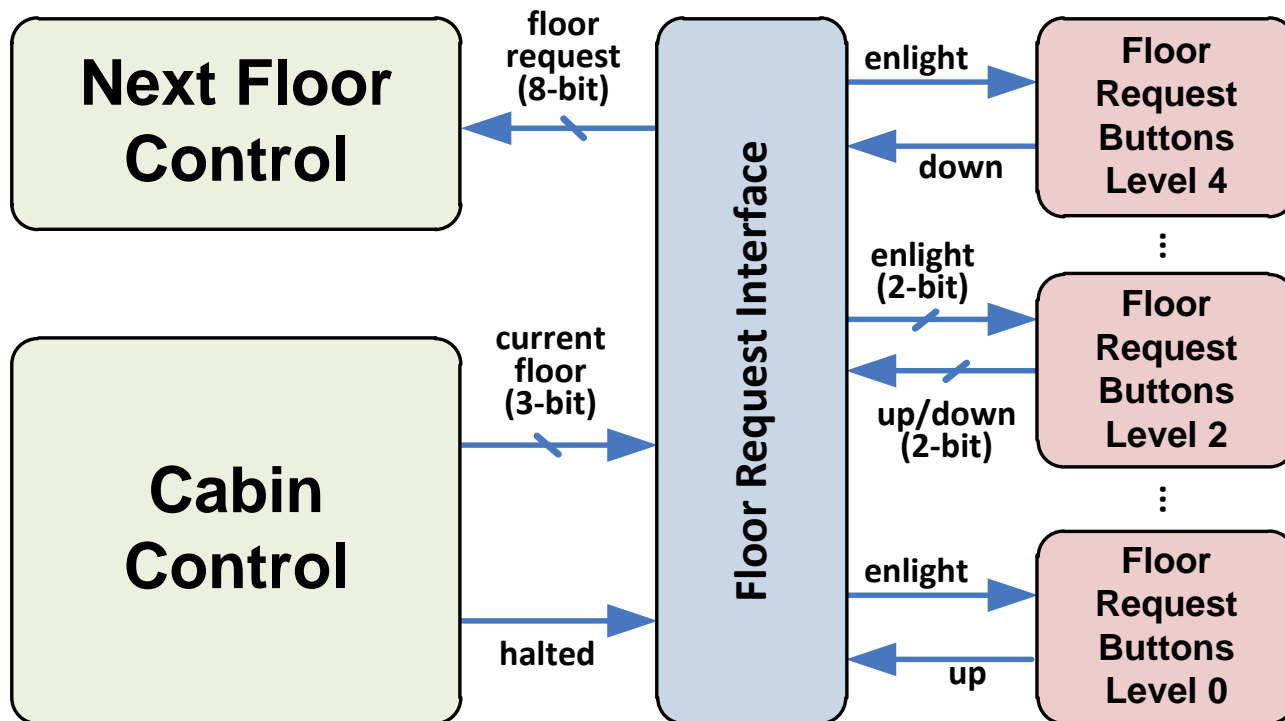 Next Floor
Control
floor
request
(8-bit)
Cabin
Control
current
floor
(3-bit)
halted
Floor Request Interface
enlight
down
enlight
(2-bit)
up/down
(2-bit)
enlight
up
Floor
Request
Buttons
Level 4
...
Floor
Request
Buttons
Level 2
...
Floor
Request
Buttons
Level 0